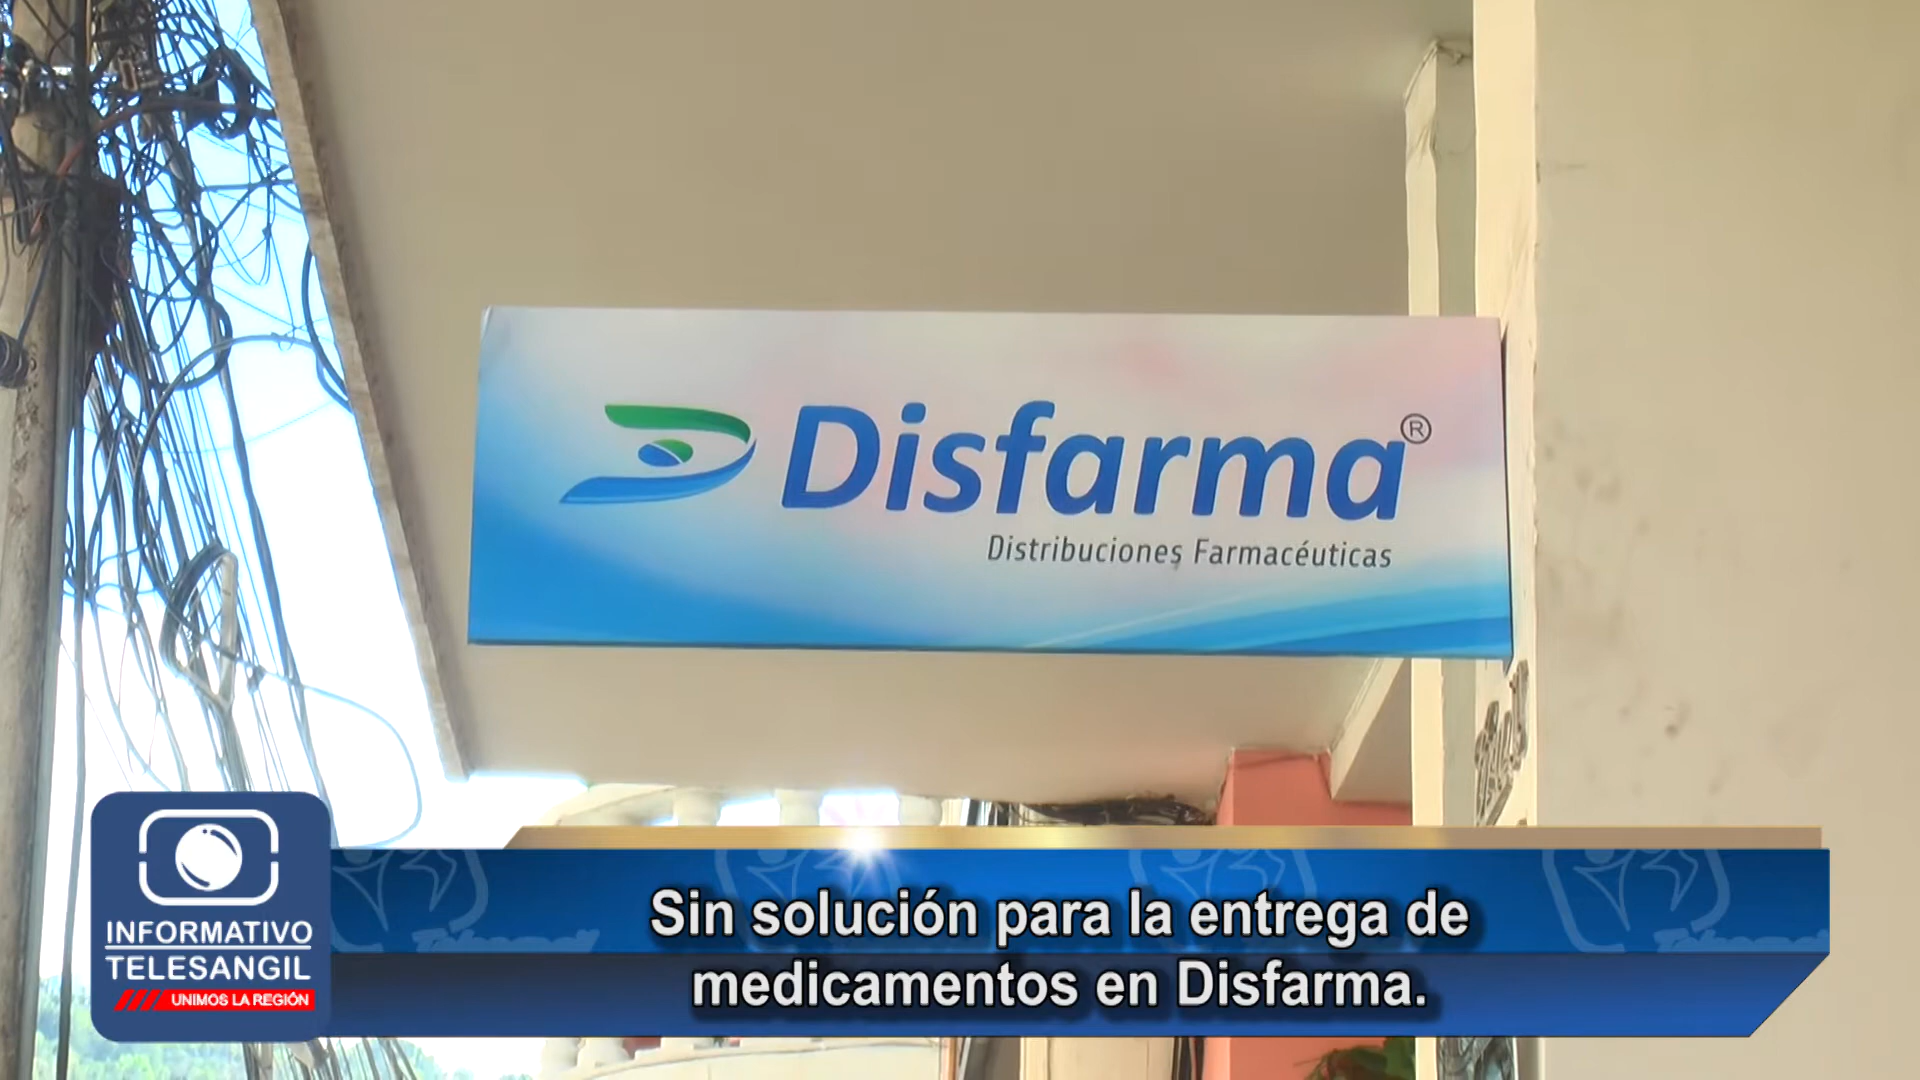 Disfarma®
Distribuciones Farmacéuticas
INFORMATIVO
TELESANGIL
UNIMOS LA REGIÓN
Sin solución para la entrega de
medicamentos en Disfarma.